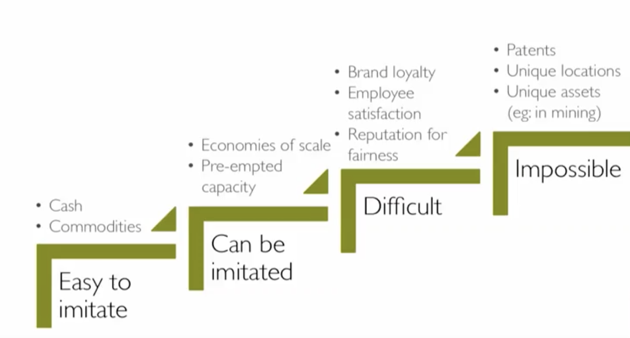 • Cash
• Commodities
Easy to
imitate
• Economies of scale
• Pre-empted
capacity
Can be
imitated
• Brand loyalty
• Employee
satisfaction
• Reputation for
fairness
Difficult
• Patents
• Unique locations
• Unique assets
(eg: in mining)
Impossible